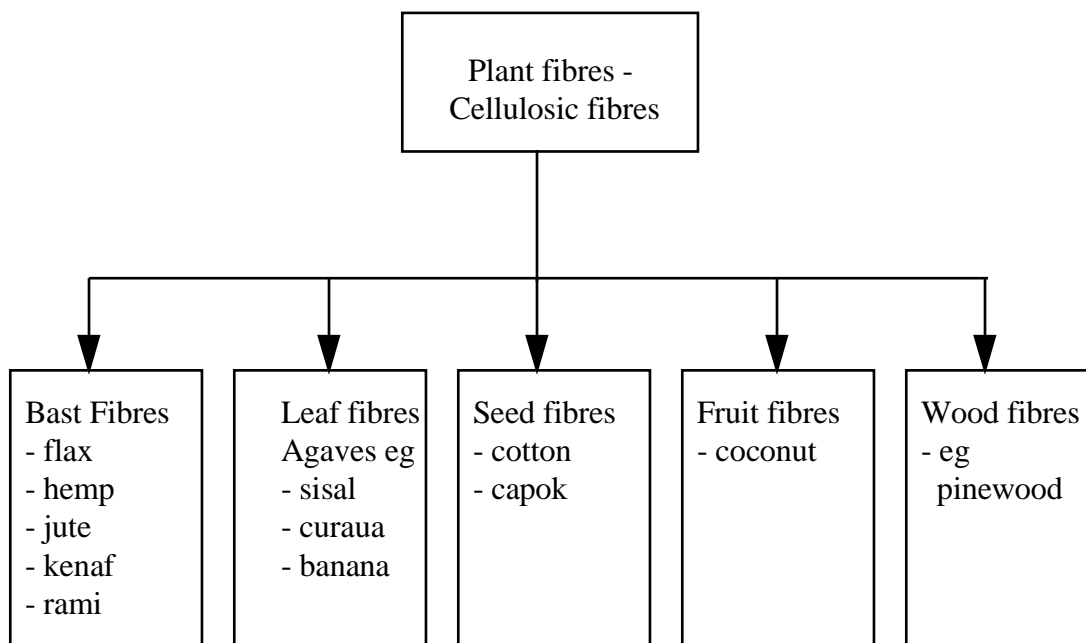 Plant fibres -
Cellulosic fibres
Bast Fibres
- flax
- hemp
- jute
- kenaf
- rami
Leaf fibres
Agaves eg
- sisal
- curaua
- banana
Seed fibres
- cotton
- capok
Fruit fibres
- coconut
Wood fibres
- eg
pinewood